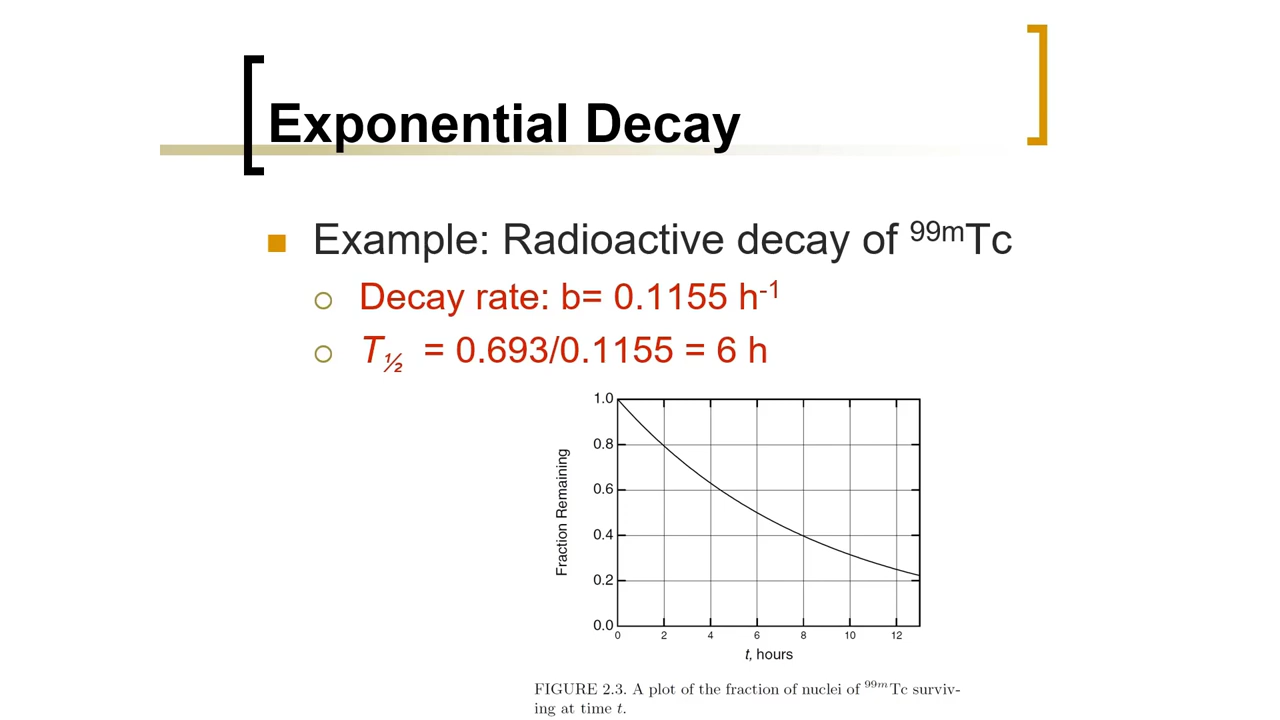 Exponential Decay
Example: Radioactive decay of ⁹⁹ᵐTc
Decay rate: b= 0.1155 h⁻¹
T½ = 0.693/0.1155 = 6 h
1.0
0.8
0.6
0.4
0.2
0.0
Fraction Remaining
0 2 4 6 8 10 12
t, hours
FIGURE 2.3. A plot of the fraction of nuclei of ⁹⁹ᵐTc surviv-
ing at time t.